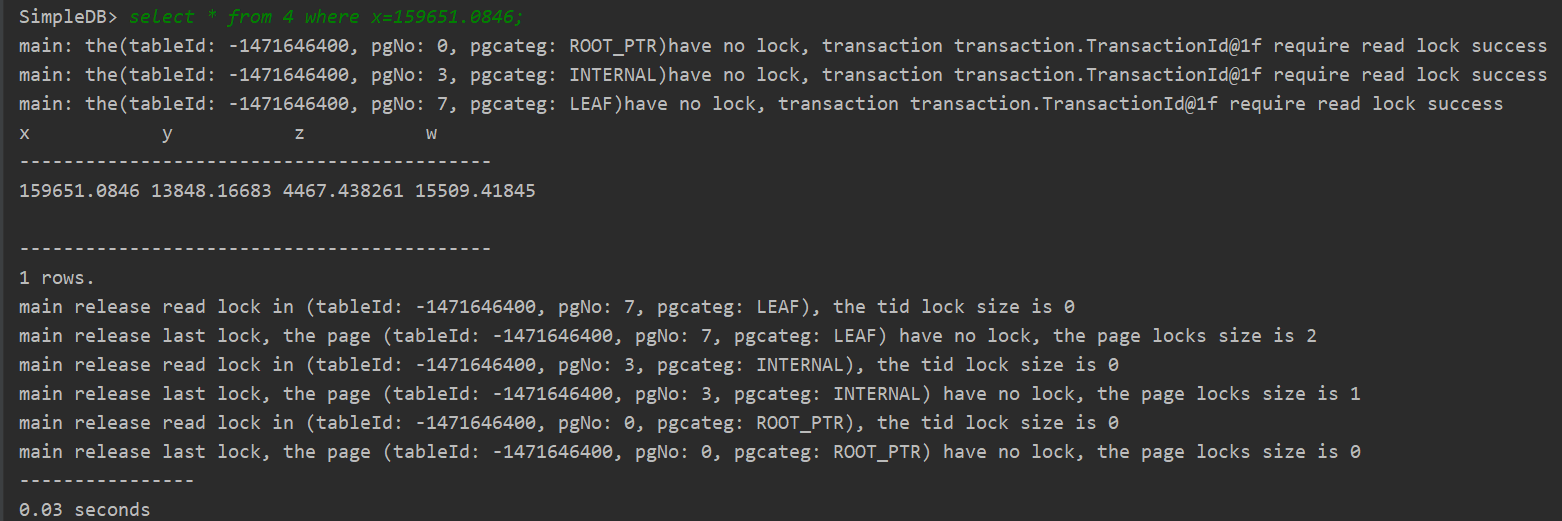 SimpleDB> select * from 4 where x=159651.0846;
main: the(tableId: -1471646400, pgNo: 0, pgcateg: ROOT_PTR)have no lock, transaction transaction.TransactionId@1f require read lock success
main: the(tableId: -1471646400, pgNo: 3, pgcateg: INTERNAL)have no lock, transaction transaction.TransactionId@1f require read lock success
main: the(tableId: -1471646400, pgNo: 7, pgcateg: LEAF)have no lock, transaction transaction.TransactionId@1f require read lock success
x            y           z           w
-------------------------------------------
159651.0846 13848.16683 4467.438261 15509.41845
-------------------------------------------
1 rows.
main release read lock in (tableId: -1471646400, pgNo: 7, pgcateg: LEAF), the tid lock size is 0
main release last lock, the page (tableId: -1471646400, pgNo: 7, pgcateg: LEAF) have no lock, the page locks size is 2
main release read lock in (tableId: -1471646400, pgNo: 3, pgcateg: INTERNAL), the tid lock size is 0
main release last lock, the page (tableId: -1471646400, pgNo: 3, pgcateg: INTERNAL) have no lock, the page locks size is 1
main release read lock in (tableId: -1471646400, pgNo: 0, pgcateg: ROOT_PTR), the tid lock size is 0
main release last lock, the page (tableId: -1471646400, pgNo: 0, pgcateg: ROOT_PTR) have no lock, the page locks size is 0
----------------
0.03 seconds